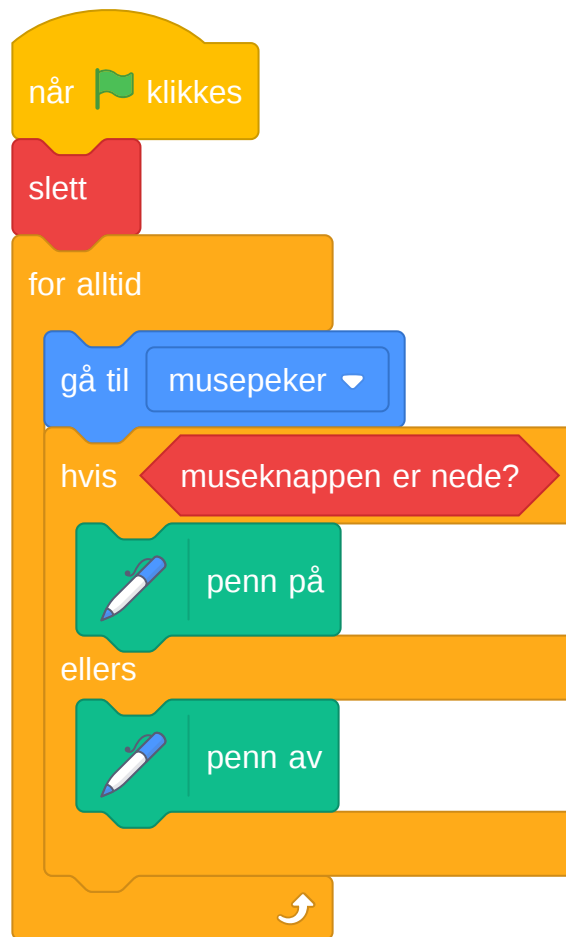 når klikkes
slett
for alltid
gå til musepeker
hvis museknappen er nede?
penn på
ellers
penn av